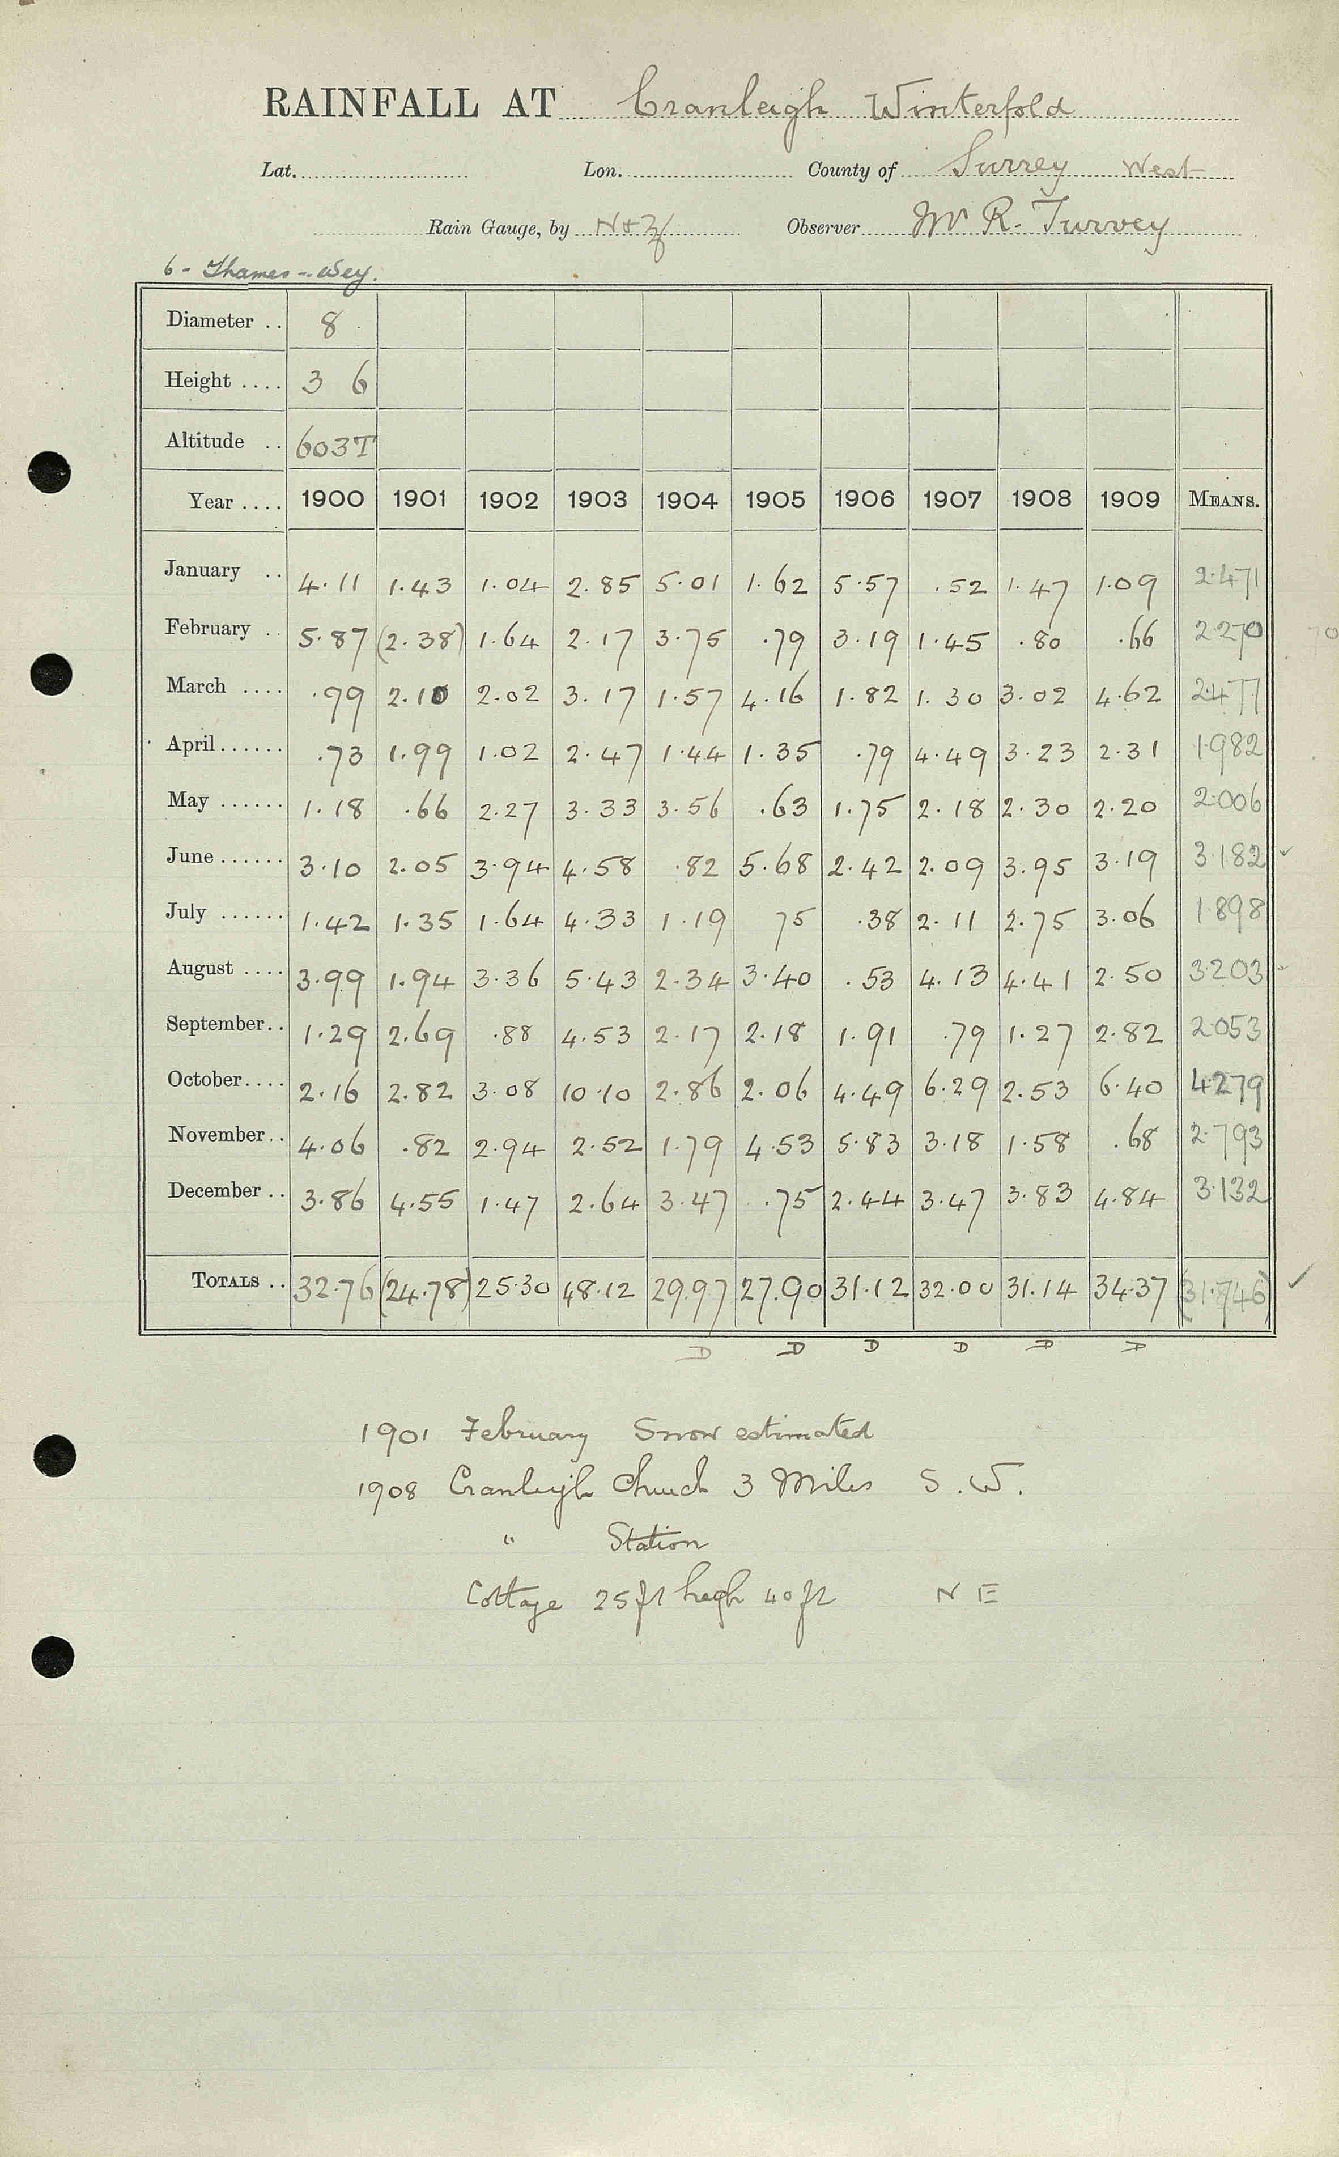 RAINFALL AT Cranleigh Winterfold
Lat. Lon. County of Surrey West
Rain Gauge, by N+Z Observer Mr R. Turvey
6 - Thames - Wey.
Diameter .. 8
Height .... 3 6
Altitude .. 603T
Year .... 1900 1901 1902 1903 1904 1905 1906 1907 1908 1909 MEANS.
January .. 4.11 1.43 1.04 2.85 5.01 1.62 5.57 .52 1.47 1.09 2.471
February .. 5.87 (2.38) 1.64 2.17 3.75 .79 3.19 1.45 .80 .66 2.270 70
March .... .99 2.10 2.02 3.17 1.57 4.16 1.82 1.30 3.02 4.62 2.477
April...... .73 1.99 1.02 2.47 1.44 1.35 .79 4.49 3.23 2.31 1.982
May ...... 1.18 .66 2.27 3.33 3.56 .63 1.75 2.18 2.30 2.20 2.006
June...... 3.10 2.05 3.94 4.58 .82 5.68 2.42 2.09 3.95 3.19 3.182 ✓
July ...... 1.42 1.35 1.64 4.33 1.19 75 .38 2.11 2.75 3.06 1.898
August .... 3.99 1.94 3.36 5.43 2.34 3.40 .53 4.13 4.41 2.50 3.203
September.. 1.29 2.69 .88 4.53 2.17 2.18 1.91 .79 1.27 2.82 2.053
October.... 2.16 2.82 3.08 10.10 2.86 2.06 4.49 6.29 2.53 6.40 4.279
November.. 4.06 .82 2.94 2.52 1.79 4.53 5.83 3.18 1.58 .68 2.793
December .. 3.86 4.55 1.47 2.64 3.47 .75 2.44 3.47 3.83 4.84 3.132
TOTALS .. 32.76 (24.78) 25.30 48.12 29.97 27.90 31.12 32.00 31.14 34.37 (31.746) ✓
D D D D D D
1901 February Snow estimated
1908 Cranleigh Church 3 Miles S.W.
" Station
Cottage 25ft high 40ft N E